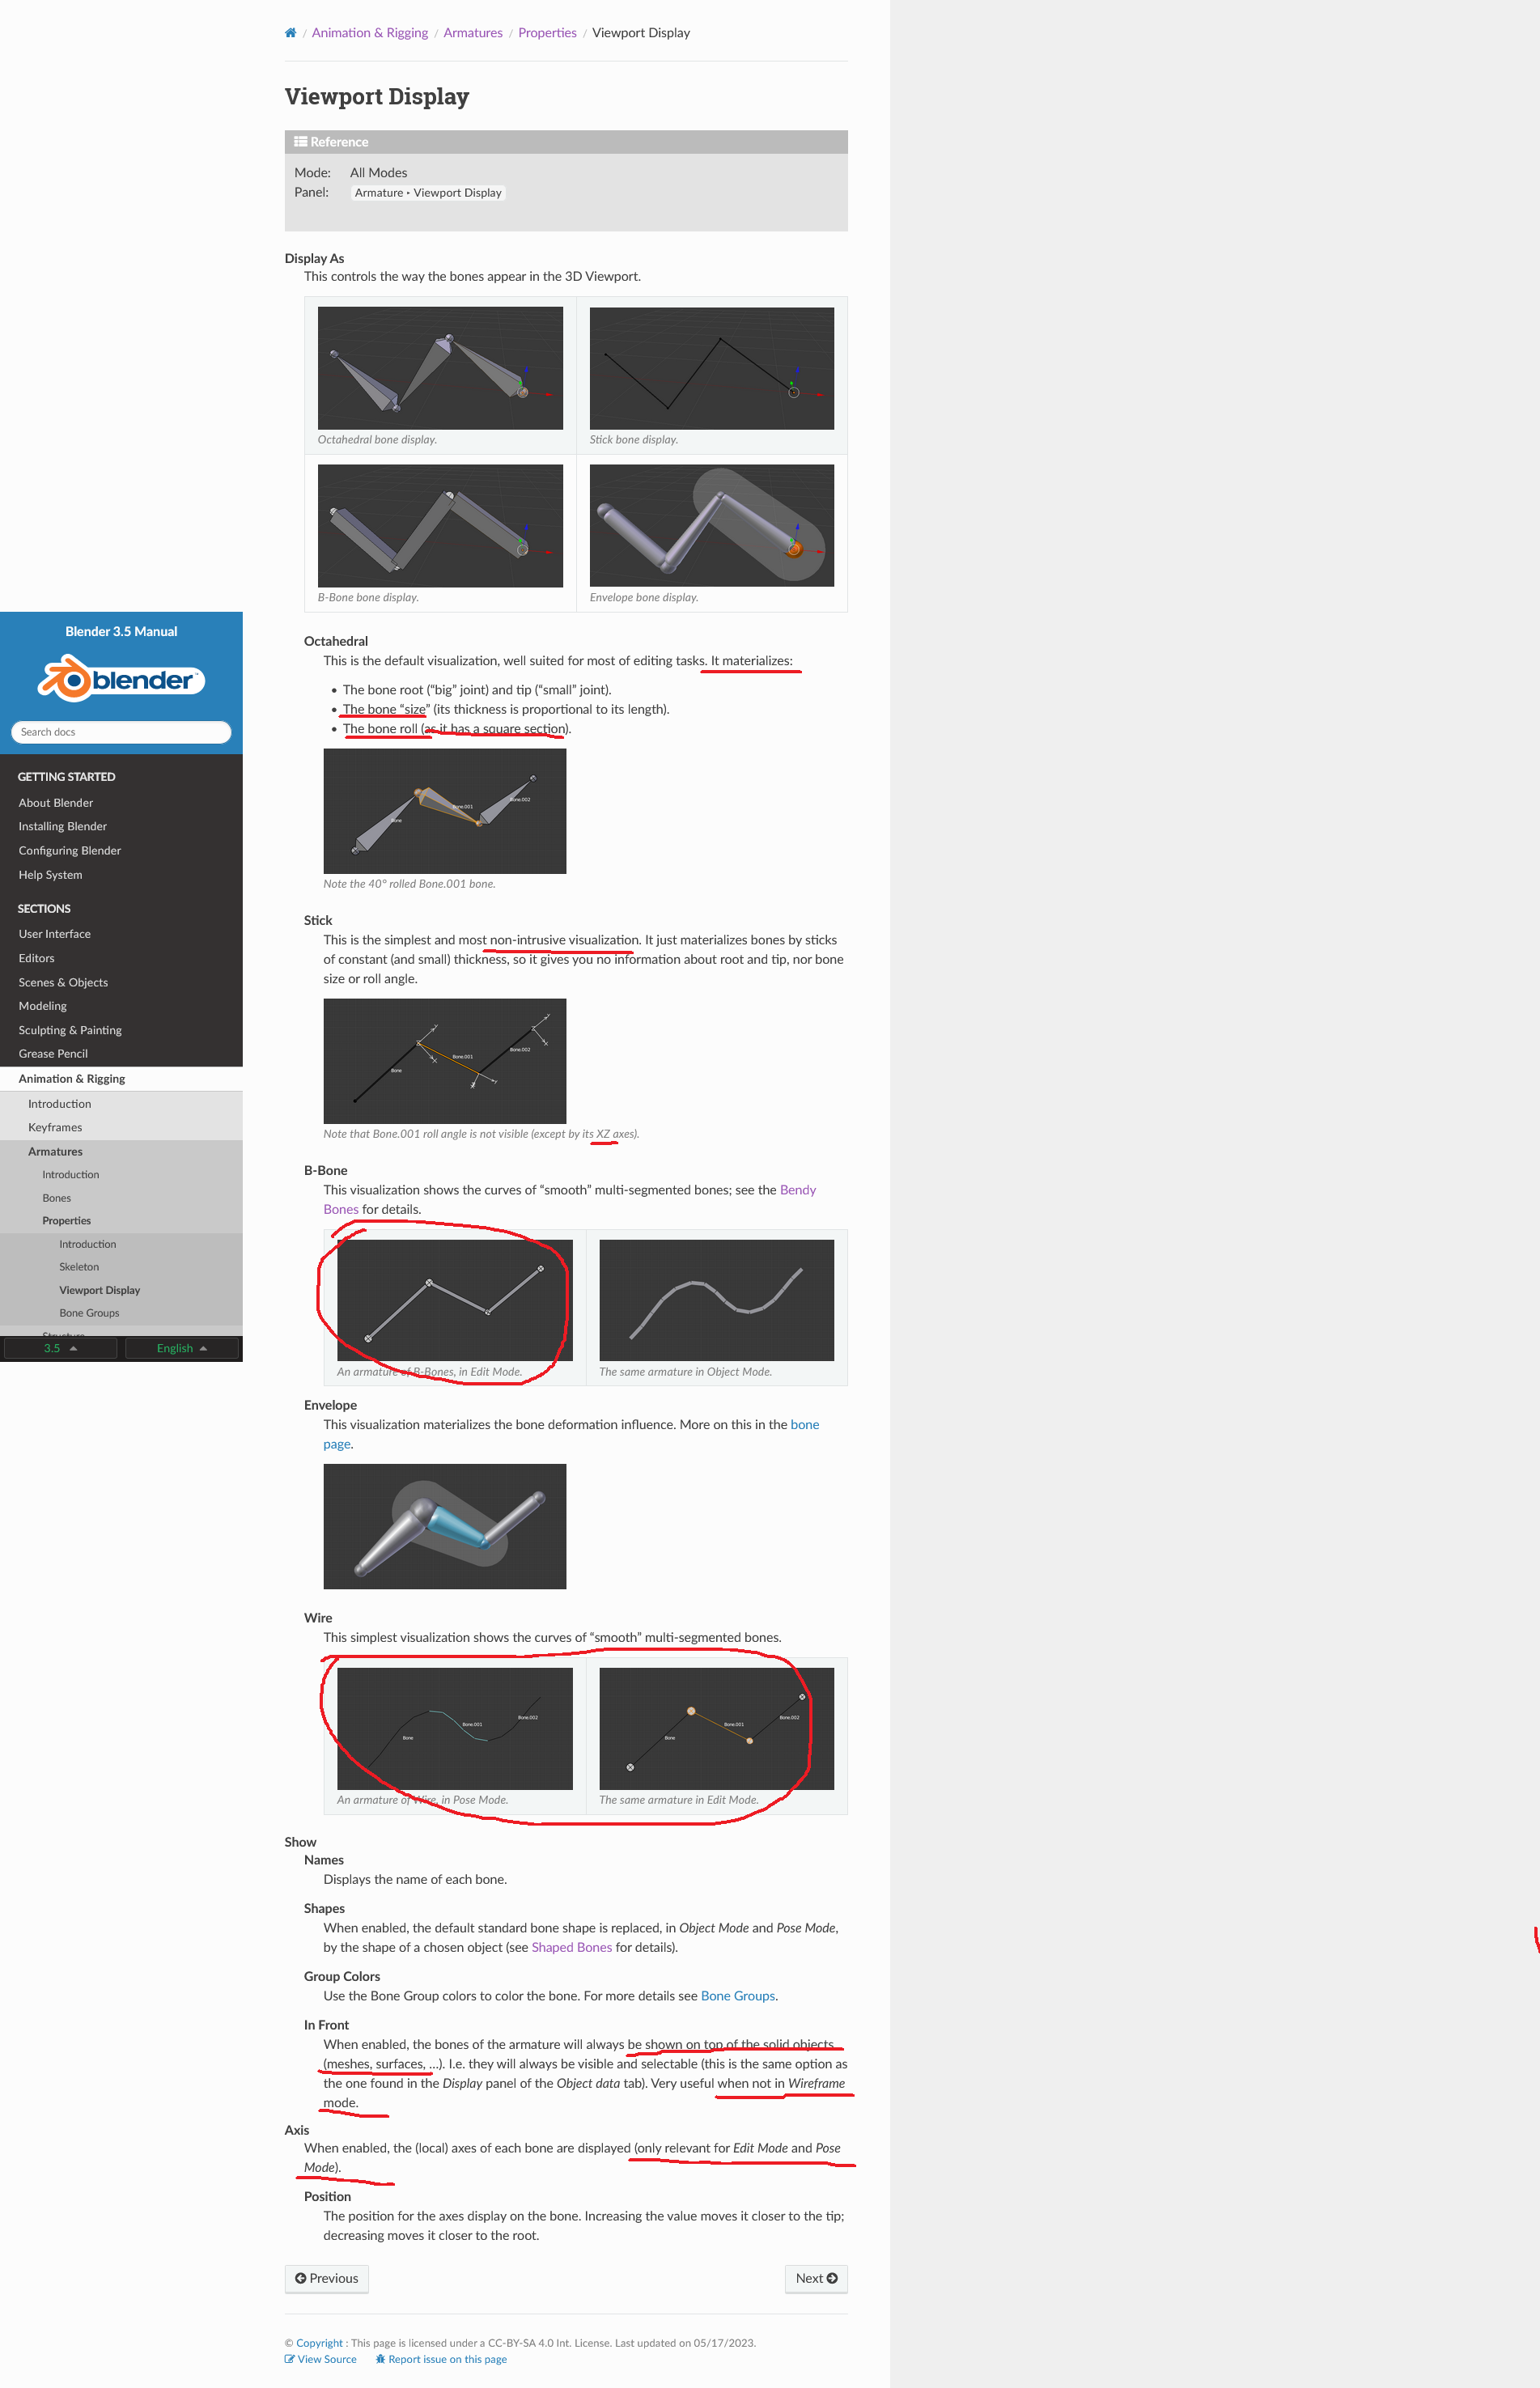 Animation & Rigging / Armatures / Properties / Viewport Display
Viewport Display
Reference
Mode: All Modes
Panel: Armature ‣ Viewport Display
Display As
This controls the way the bones appear in the 3D Viewport.
Octahedral bone display.
Stick bone display.
B-Bone bone display.
Envelope bone display.
Octahedral
This is the default visualization, well suited for most of editing tasks. It materializes:
• The bone root (“big” joint) and tip (“small” joint).
• The bone “size” (its thickness is proportional to its length).
• The bone roll (as it has a square section).
Bone
Bone.001
Bone.002
Note the 40° rolled Bone.001 bone.
Stick
This is the simplest and most non-intrusive visualization. It just materializes bones by sticks
of constant (and small) thickness, so it gives you no information about root and tip, nor bone
size or roll angle.
Bone
Bone.001
Bone.002
Note that Bone.001 roll angle is not visible (except by its XZ axes).
B-Bone
This visualization shows the curves of “smooth” multi-segmented bones; see the Bendy
Bones for details.
An armature of B-Bones, in Edit Mode.
The same armature in Object Mode.
Envelope
This visualization materializes the bone deformation influence. More on this in the bone
page.
Wire
This simplest visualization shows the curves of “smooth” multi-segmented bones.
Bone
Bone.001
Bone.002
Bone
Bone.001
Bone.002
An armature of Wire, in Pose Mode.
The same armature in Edit Mode.
Show
Names
Displays the name of each bone.
Shapes
When enabled, the default standard bone shape is replaced, in Object Mode and Pose Mode,
by the shape of a chosen object (see Shaped Bones for details).
Group Colors
Use the Bone Group colors to color the bone. For more details see Bone Groups.
In Front
When enabled, the bones of the armature will always be shown on top of the solid objects
(meshes, surfaces, …). I.e. they will always be visible and selectable (this is the same option as
the one found in the Display panel of the Object data tab). Very useful when not in Wireframe
mode.
Axis
When enabled, the (local) axes of each bone are displayed (only relevant for Edit Mode and Pose
Mode).
Position
The position for the axes display on the bone. Increasing the value moves it closer to the tip;
decreasing moves it closer to the root.
Previous
Next
© Copyright : This page is licensed under a CC-BY-SA 4.0 Int. License. Last updated on 05/17/2023.
View Source
Report issue on this page
Blender 3.5 Manual
blender™
Search docs
GETTING STARTED
About Blender
Installing Blender
Configuring Blender
Help System
SECTIONS
User Interface
Editors
Scenes & Objects
Modeling
Sculpting & Painting
Grease Pencil
Animation & Rigging
Introduction
Keyframes
Armatures
Introduction
Bones
Properties
Introduction
Skeleton
Viewport Display
Bone Groups
Structure
3.5
English